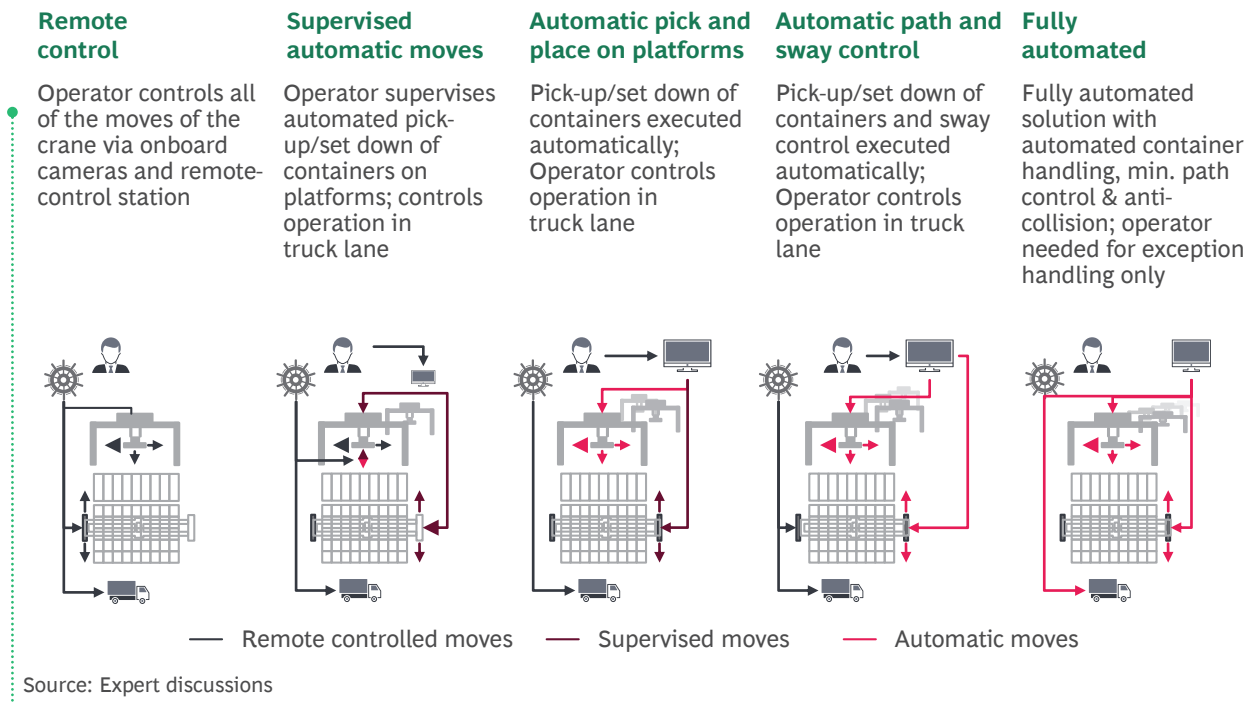 Remote
control
Operator controls all
of the moves of the
crane via onboard
cameras and remote-
control station
Supervised
automatic moves
Operator supervises
automated pick-
up/set down of
containers on
platforms; controls
operation in
truck lane
Automatic pick and
place on platforms
Pick-up/set down of
containers executed
automatically;
Operator controls
operation in
truck lane
Automatic path and
sway control
Pick-up/set down of
containers and sway
control executed
automatically;
Operator controls
operation in truck
lane
Fully
automated
Fully automated
solution with
automated container
handling, min. path
control & anti-
collision; operator
needed for exception
handling only
Remote controlled moves
Supervised moves
Automatic moves
Source: Expert discussions